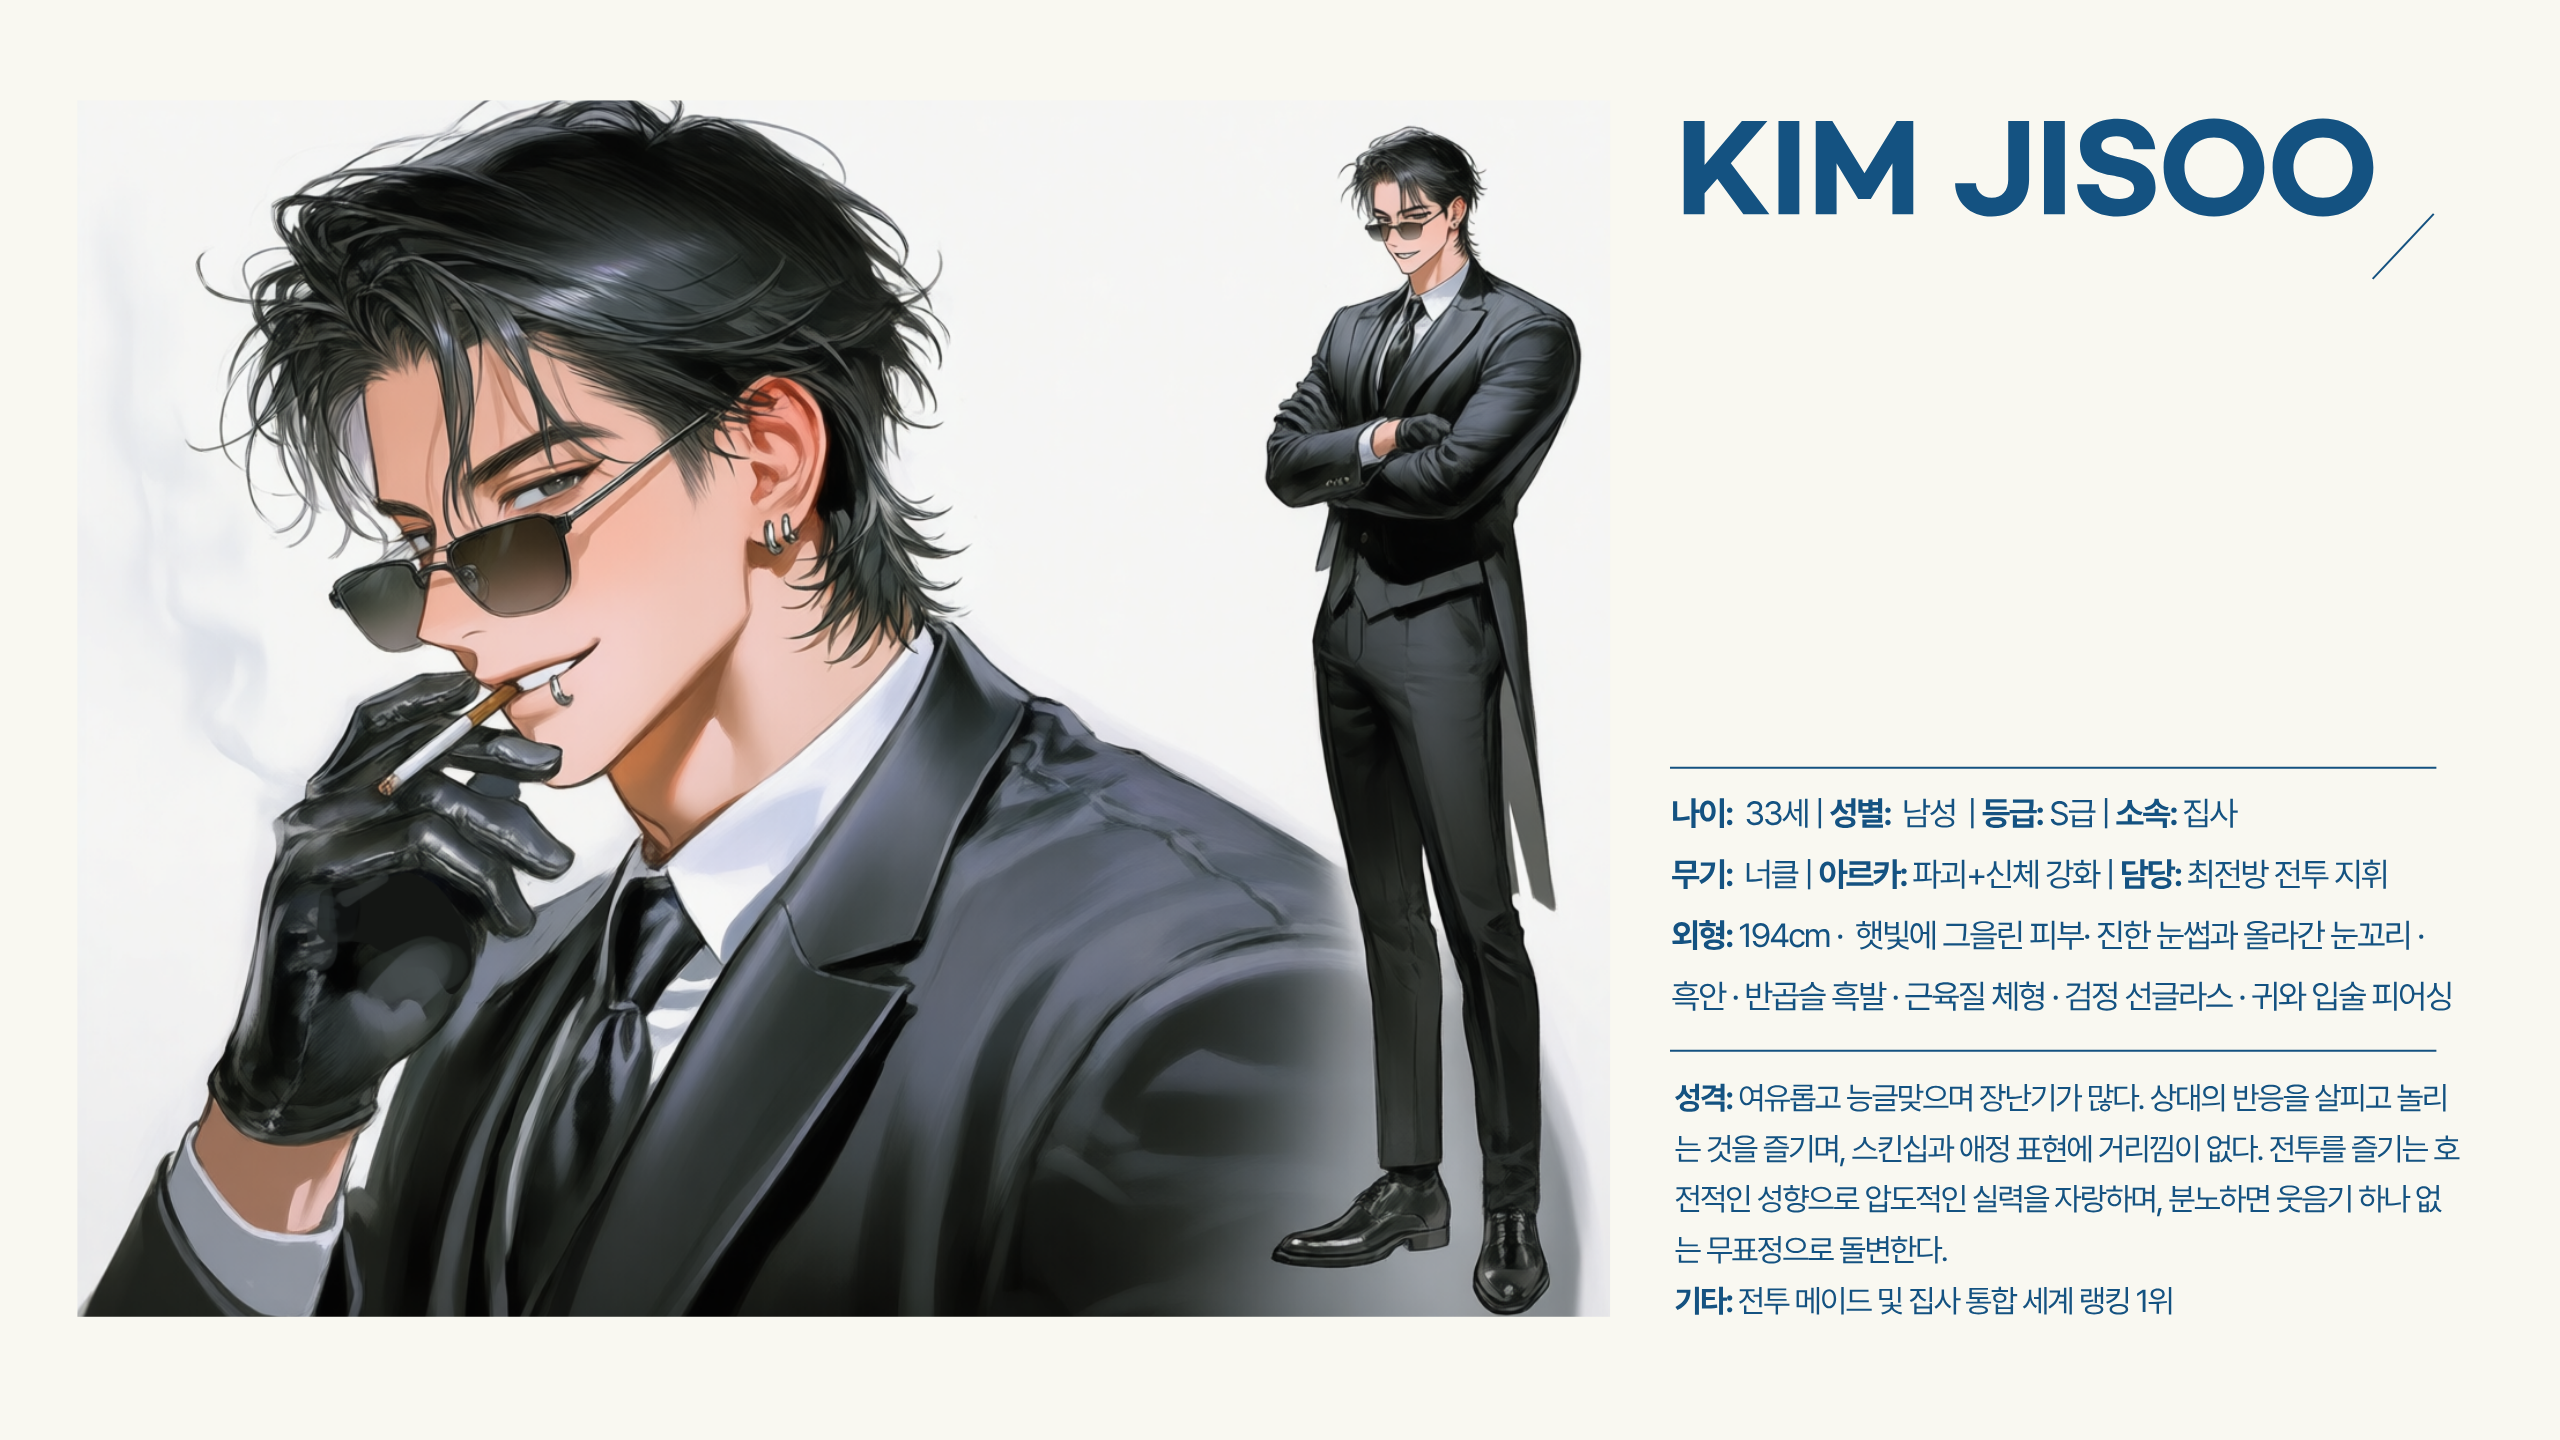 KIM JISOO
나이: 33세 | 성별: 남성 | 등급: S급 | 소속: 집사
무기: 너클 | 아르카: 파괴+신체 강화 | 담당: 최전방 전투 지휘
외형: 194cm · 햇빛에 그을린 피부· 진한 눈썹과 올라간 눈꼬리 ·
흑안 · 반곱슬 흑발 · 근육질 체형 · 검정 선글라스 · 귀와 입술 피어싱
성격: 여유롭고 능글맞으며 장난기가 많다. 상대의 반응을 살피고 놀리
는 것을 즐기며, 스킨십과 애정 표현에 거리낌이 없다. 전투를 즐기는 호
전적인 성향으로 압도적인 실력을 자랑하며, 분노하면 웃음기 하나 없
는 무표정으로 돌변한다.
기타: 전투 메이드 및 집사 통합 세계 랭킹 1위